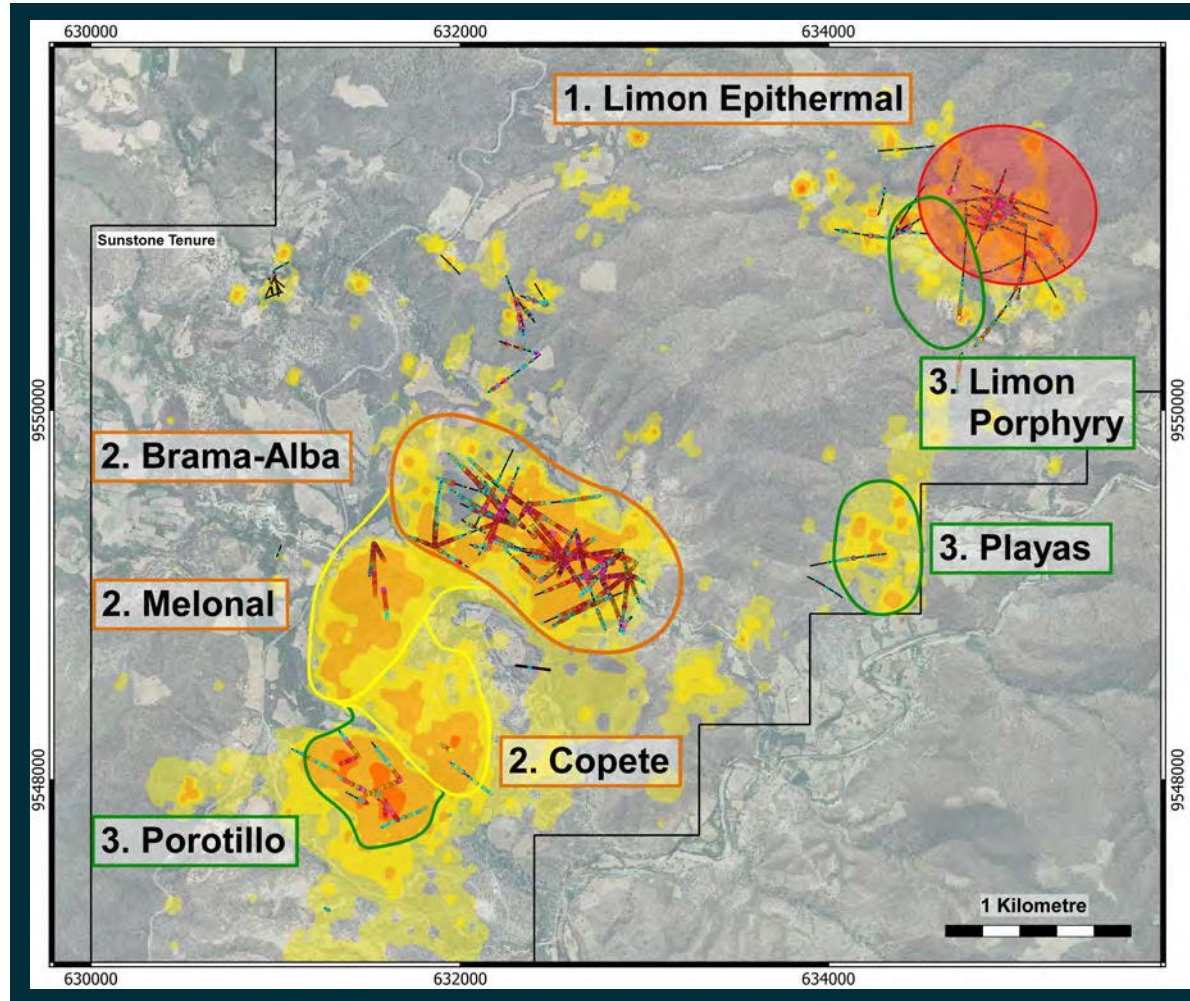 630000
632000
634000
1. Limon Epithermal
Sunstone Tenure
9550000
9550000
3. Limon
Porphyry
2. Brama-Alba
3. Playas
2. Melonal
2. Copete
9548000
9548000
3. Porotillo
1 Kilometre
630000
632000
634000